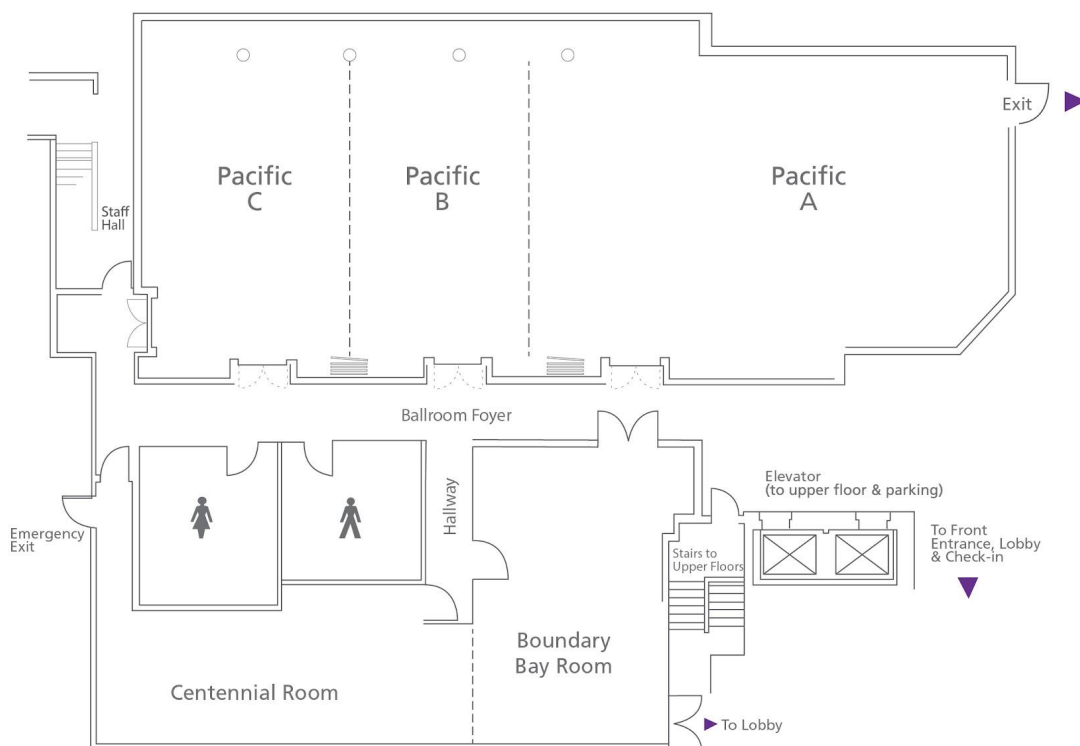 Exit
Pacific
C
Pacific
B
Pacific
A
Staff
Hall
Ballroom Foyer
Hallway
Elevator
(to upper floor & parking)
Emergency
Exit
To Front
Entrance, Lobby
& Check-in
Stairs to
Upper Floors
Boundary
Bay Room
Centennial Room
To Lobby